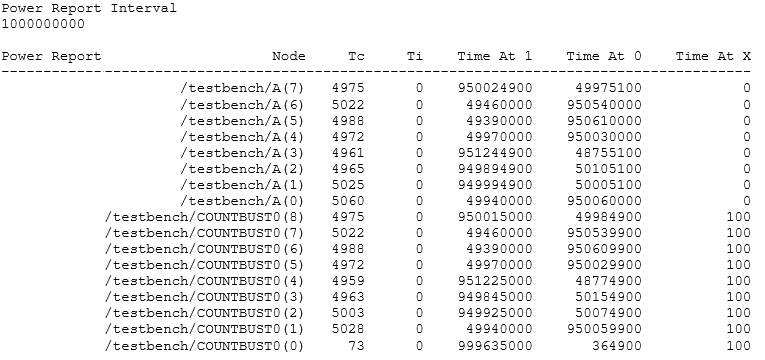 Power Report Interval
1000000000
Power Report Node Tc Ti Time At 1 Time At 0 Time At X
--------------------------------------------------------------------------------------------
/testbench/A(7) 4975 0 950024900 49975100 0
/testbench/A(6) 5022 0 49460000 950540000 0
/testbench/A(5) 4988 0 49390000 950610000 0
/testbench/A(4) 4972 0 49970000 950030000 0
/testbench/A(3) 4961 0 951244900 48755100 0
/testbench/A(2) 4965 0 949894900 50105100 0
/testbench/A(1) 5025 0 949994900 50005100 0
/testbench/A(0) 5060 0 49940000 950060000 0
/testbench/COUNTBUST0(8) 4975 0 950015000 49984900 100
/testbench/COUNTBUST0(7) 5022 0 49460000 950539900 100
/testbench/COUNTBUST0(6) 4988 0 49390000 950609900 100
/testbench/COUNTBUST0(5) 4972 0 49970000 950029900 100
/testbench/COUNTBUST0(4) 4959 0 951225000 48774900 100
/testbench/COUNTBUST0(3) 4963 0 949845000 50154900 100
/testbench/COUNTBUST0(2) 5003 0 949925000 50074900 100
/testbench/COUNTBUST0(1) 5028 0 49940000 950059900 100
/testbench/COUNTBUST0(0) 73 0 999635000 364900 100